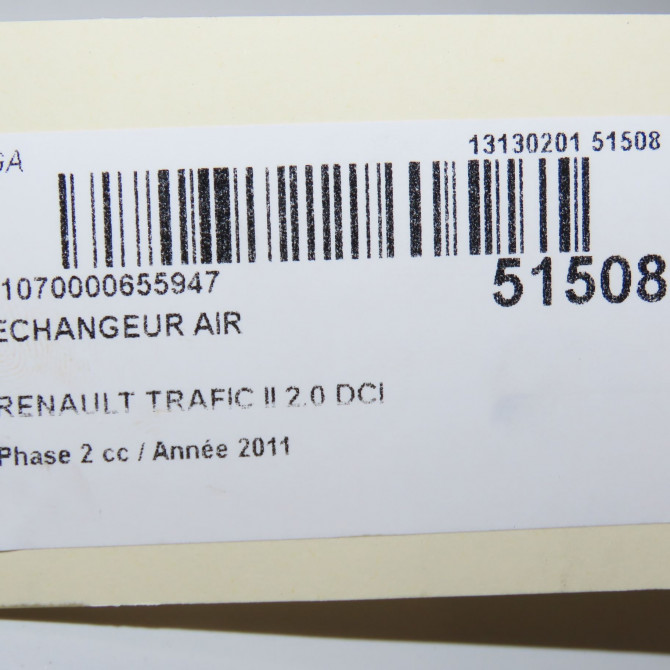 GA
13130201 51508
1070000655947
51508
ECHANGEUR AIR
RENAULT TRAFIC II 2.0 DCI
Phase 2 cc / Année 2011